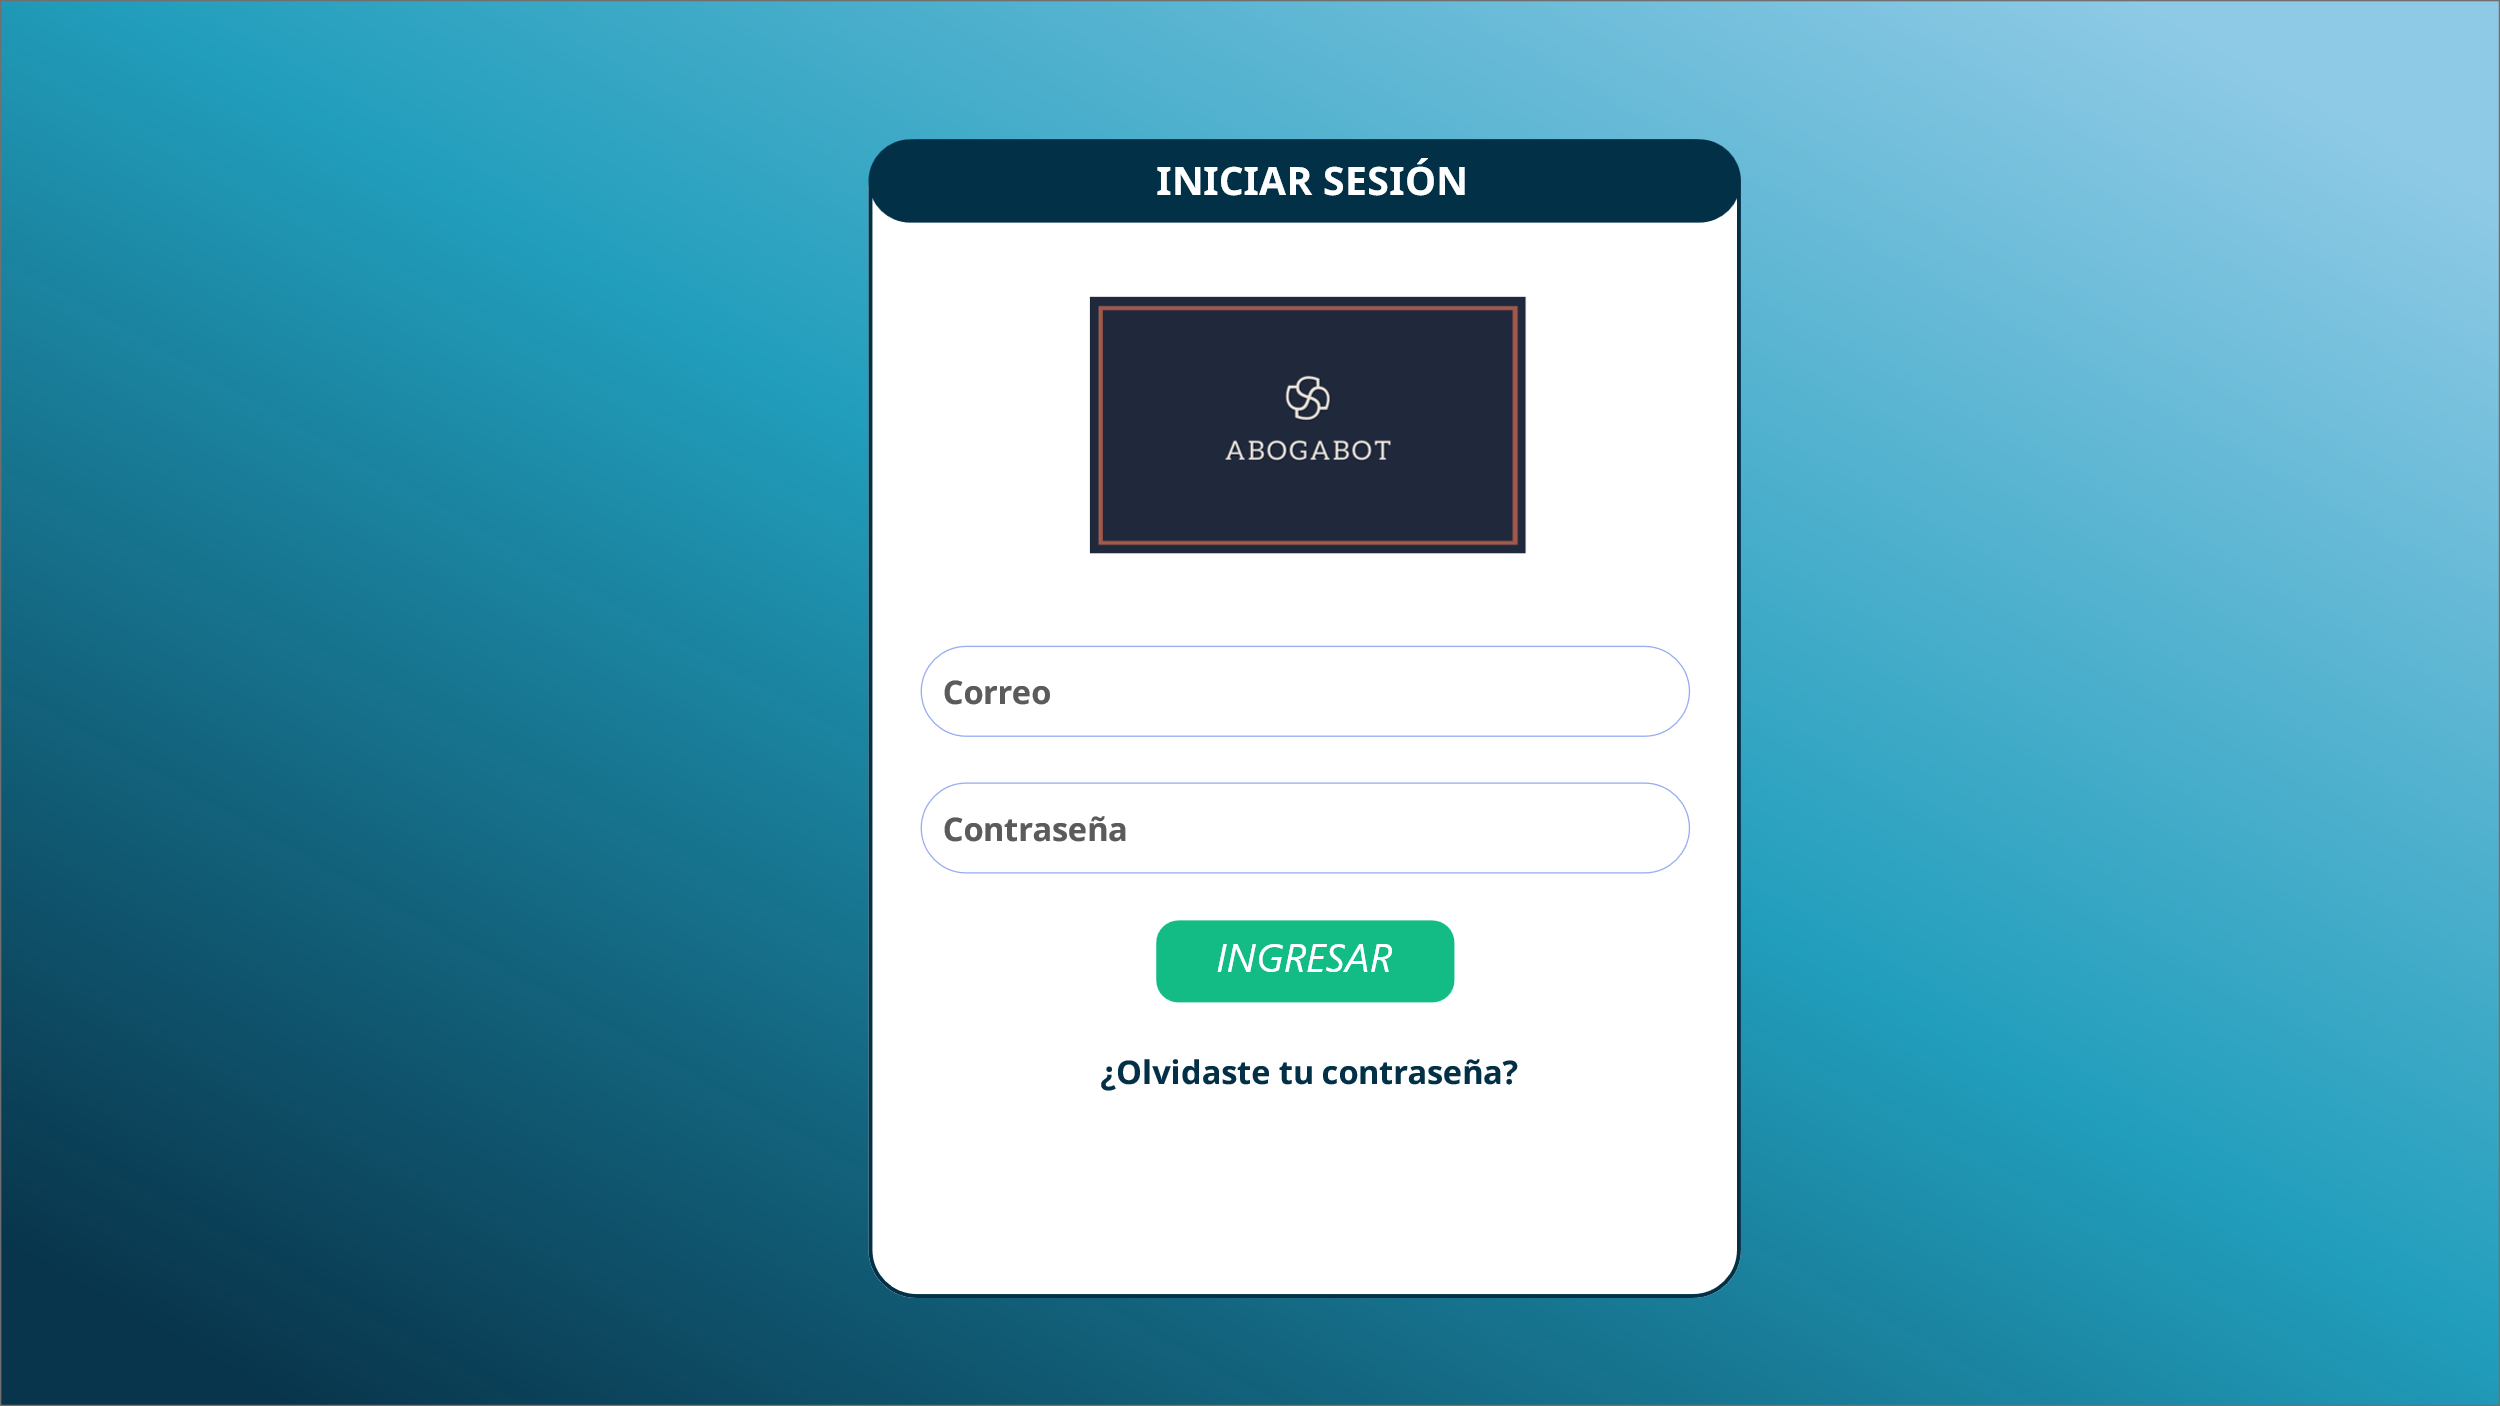 INICIAR SESIÓN
ABOGABOT
Correo
Contraseña
INGRESAR
¿Olvidaste tu contraseña?